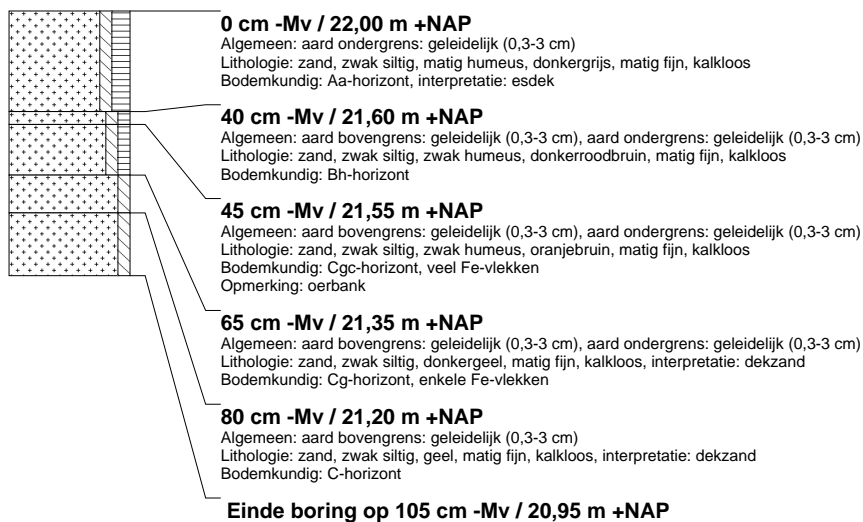 0 cm -Mv / 22,00 m +NAP
Algemeen: aard ondergrens: geleidelijk (0,3-3 cm)
Lithologie: zand, zwak siltig, matig humeus, donkergrijs, matig fijn, kalkloos
Bodemkundig: Aa-horizont, interpretatie: esdek
40 cm -Mv / 21,60 m +NAP
Algemeen: aard bovengrens: geleidelijk (0,3-3 cm), aard ondergrens: geleidelijk (0,3-3 cm)
Lithologie: zand, zwak siltig, zwak humeus, donkerroodbruin, matig fijn, kalkloos
Bodemkundig: Bh-horizont
45 cm -Mv / 21,55 m +NAP
Algemeen: aard bovengrens: geleidelijk (0,3-3 cm), aard ondergrens: geleidelijk (0,3-3 cm)
Lithologie: zand, zwak siltig, zwak humeus, oranjebruin, matig fijn, kalkloos
Bodemkundig: Cgc-horizont, veel Fe-vlekken
Opmerking: oerbank
65 cm -Mv / 21,35 m +NAP
Algemeen: aard bovengrens: geleidelijk (0,3-3 cm), aard ondergrens: geleidelijk (0,3-3 cm)
Lithologie: zand, zwak siltig, donkergeel, matig fijn, kalkloos, interpretatie: dekzand
Bodemkundig: Cg-horizont, enkele Fe-vlekken
80 cm -Mv / 21,20 m +NAP
Algemeen: aard bovengrens: geleidelijk (0,3-3 cm)
Lithologie: zand, zwak siltig, geel, matig fijn, kalkloos, interpretatie: dekzand
Bodemkundig: C-horizont
Einde boring op 105 cm -Mv / 20,95 m +NAP